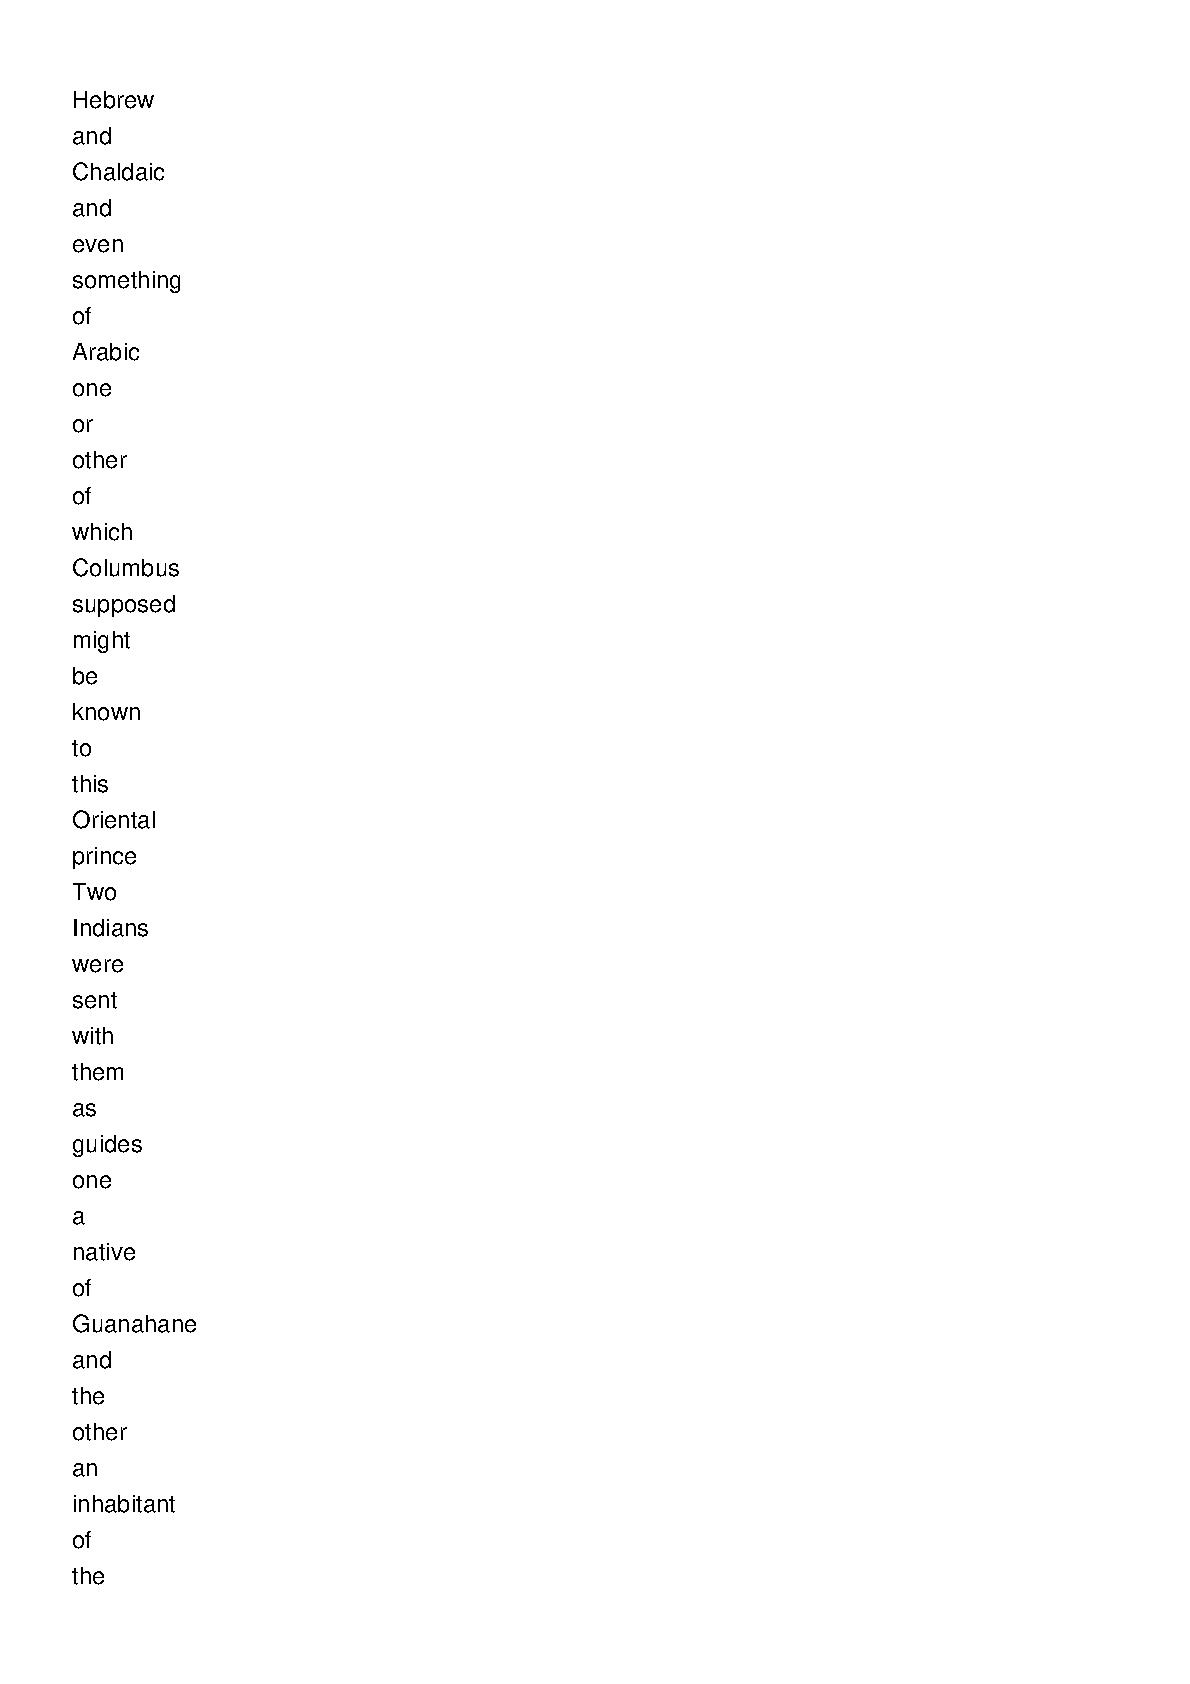 Hebrew
and
Chaldaic
and
even
something
of
Arabic
one
or
other
of
which
Columbus
supposed
might
be
known
to
this
Oriental
prince
Two
Indians
were
sent
with
them
as
guides
one
a
native
of
Guanahane
and
the
other
an
inhabitant
of
the